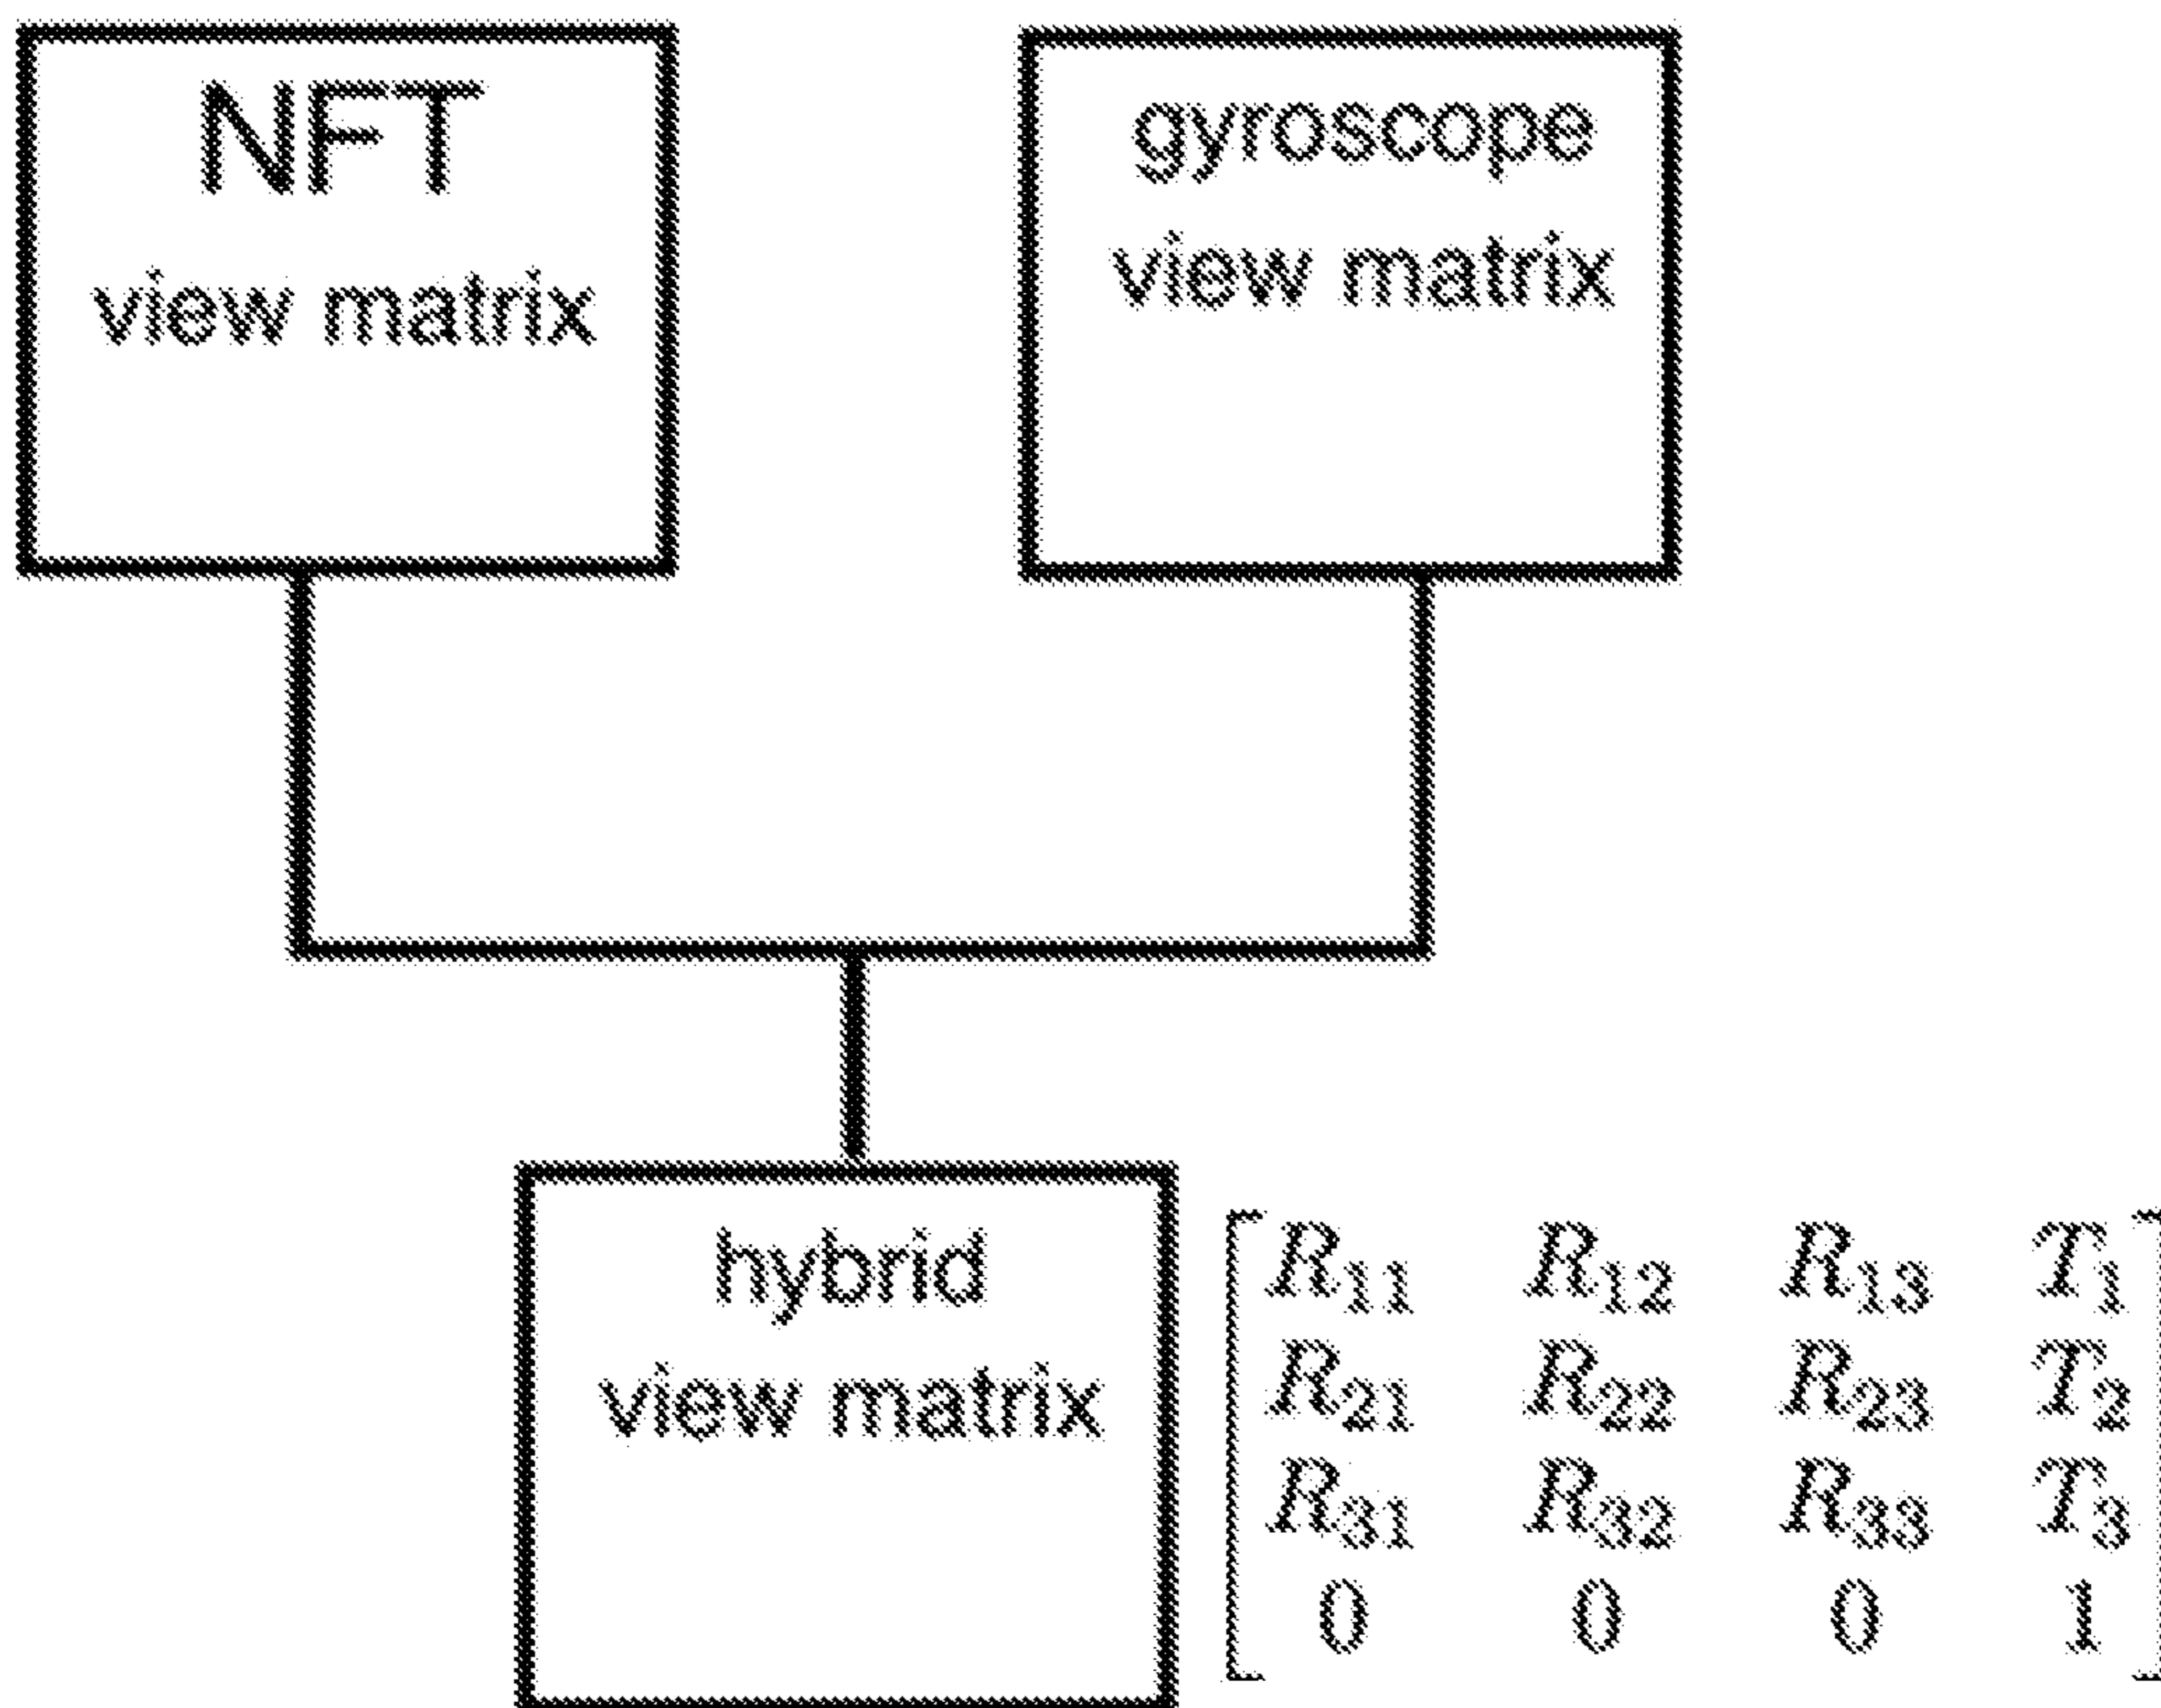 NFT
view matrix
gyroscope
view matrix
hybrid
view matrix
R₁₁ R₁₂ R₁₃ T₁
R₂₁ R₂₂ R₂₃ T₂
R₃₁ R₃₂ R₃₃ T₃
0 0 0 1